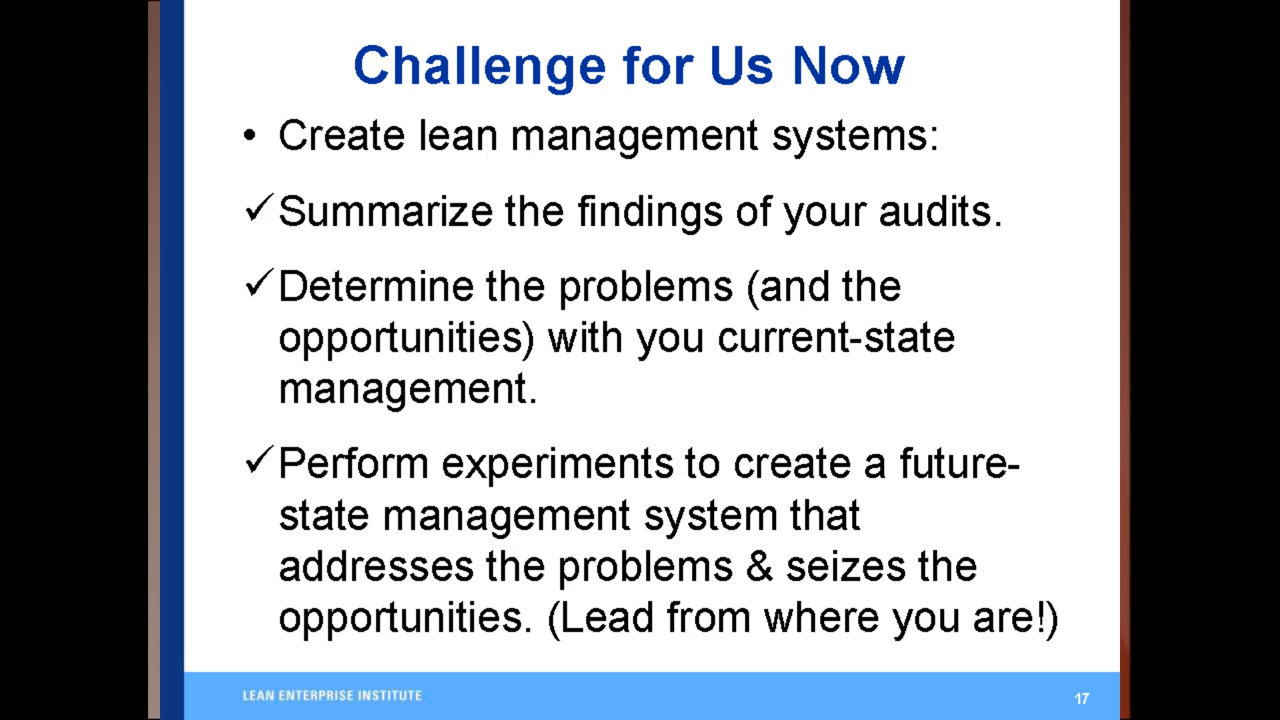 Challenge for Us Now
• Create lean management systems:
✓Summarize the findings of your audits.
✓Determine the problems (and the
opportunities) with you current-state
management.
✓Perform experiments to create a future-
state management system that
addresses the problems & seizes the
opportunities. (Lead from where you are!)
LEAN ENTERPRISE INSTITUTE
17